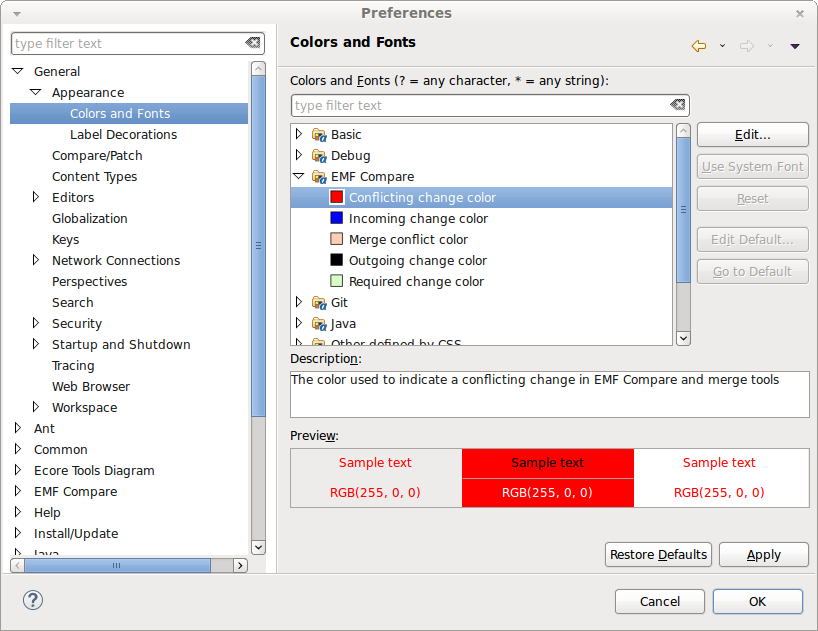 Preferences
type filter text
General
Appearance
Colors and Fonts
Label Decorations
Compare/Patch
Content Types
Editors
Globalization
Keys
Network Connections
Perspectives
Search
Security
Startup and Shutdown
Tracing
Web Browser
Workspace
Ant
Common
Ecore Tools Diagram
EMF Compare
Help
Install/Update
Java
Colors and Fonts
Colors and Fonts (? = any character, * = any string):
type filter text
Basic
Debug
EMF Compare
Conflicting change color
Incoming change color
Merge conflict color
Outgoing change color
Required change color
Git
Java
Other defined by CSS
Edit...
Use System Font
Reset
Edit Default...
Go to Default
Description:
The color used to indicate a conflicting change in EMF Compare and merge tools
Preview:
Sample text Sample text Sample text
RGB(255, 0, 0) RGB(255, 0, 0) RGB(255, 0, 0)
Restore Defaults Apply
? Cancel OK